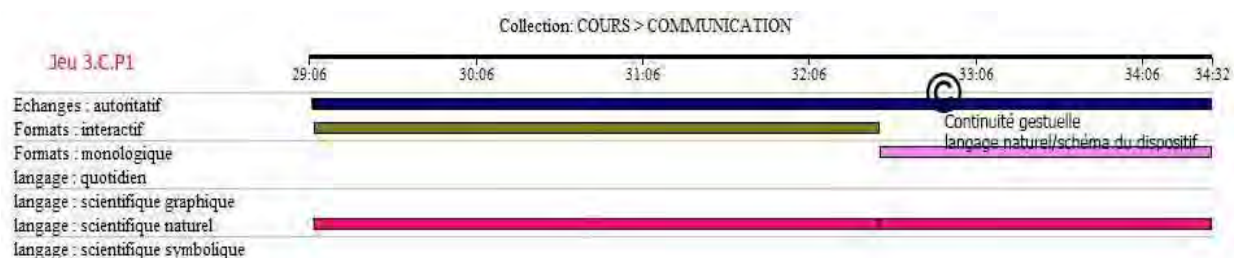 Collection: COURS > COMMUNICATION
Jeu 3.C.P1
29:06 30:06 31:06 32:06 33:06 34:06 34:32
Echanges : autoritatif
©
Formats : interactif
Continuité gestuelle
langage naturel/schéma du dispositif
Formats : monologique
langage : quotidien
langage : scientifique graphique
langage : scientifique naturel
langage : scientifique symbolique